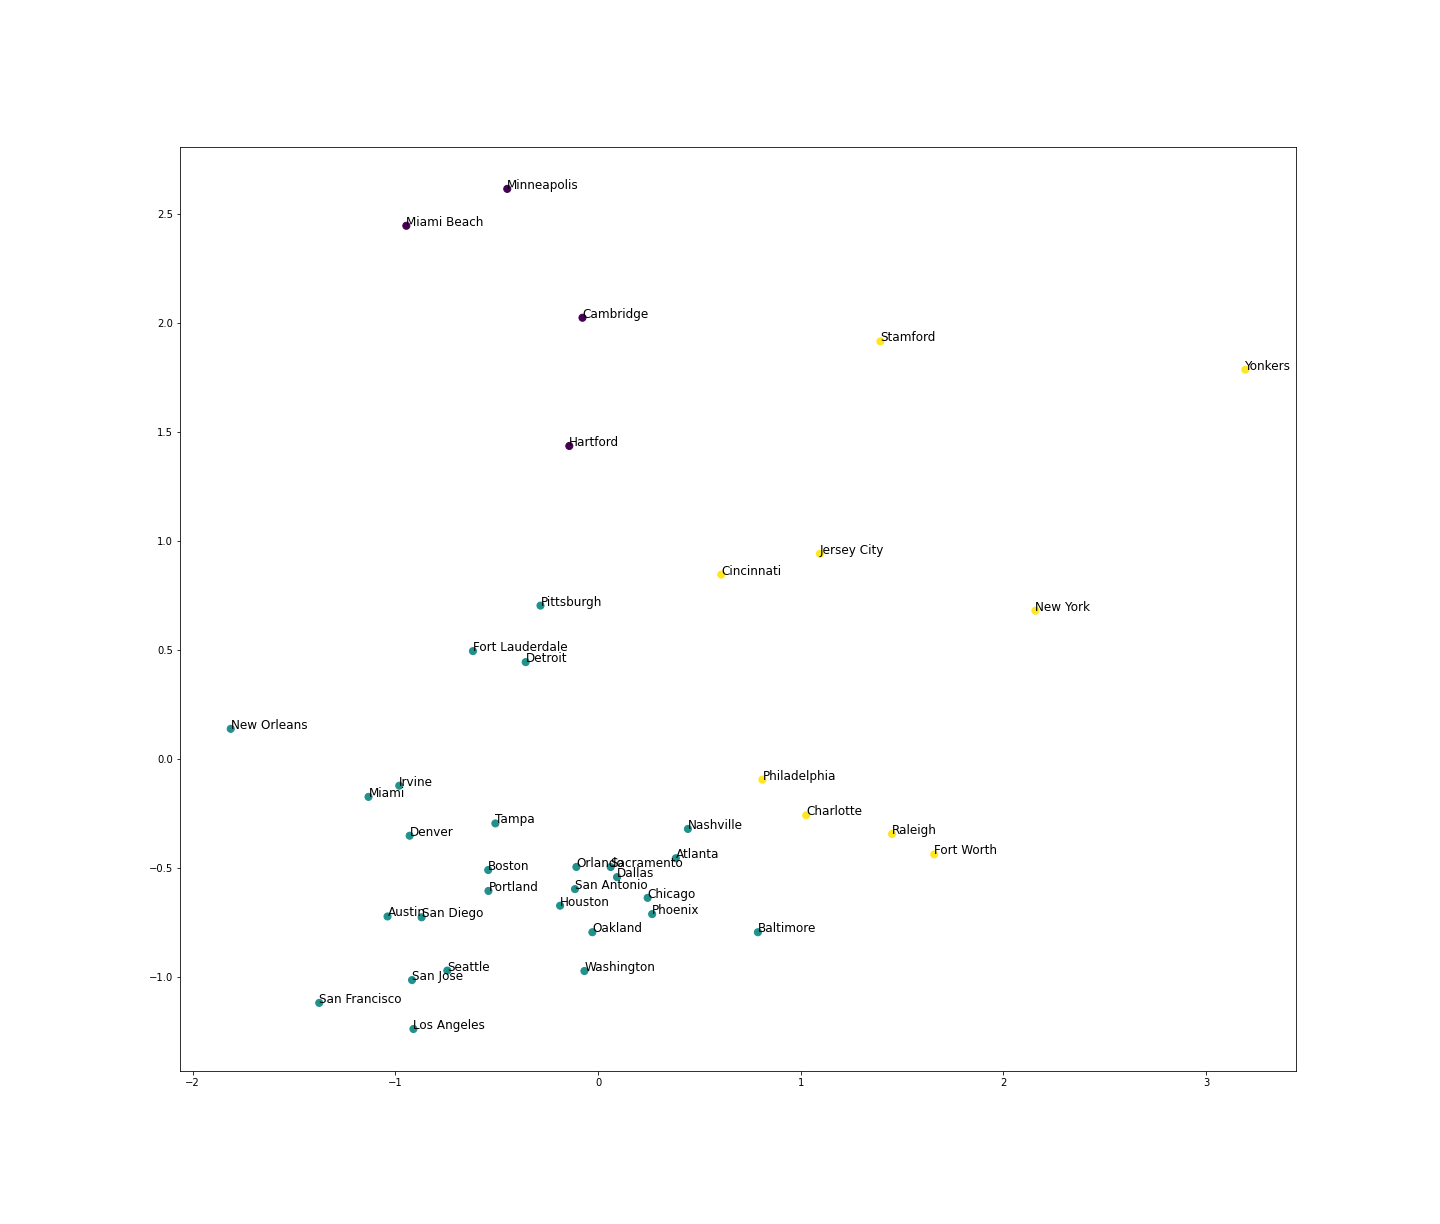 Minneapolis
2.5
Miami Beach
2.0
Cambridge
Stamford
Yonkers
1.5
Hartford
1.0
Jersey City
Cincinnati
Pittsburgh
New York
0.5
Fort Lauderdale
Detroit
New Orleans
0.0
Philadelphia
Irvine
Miami
Charlotte
Tampa
Nashville
Denver
Raleigh
Atlanta
Fort Worth
−0.5
Boston
Orlando
Sacramento
Dallas
Portland
San Antonio
Chicago
Houston
Phoenix
Austin
San Diego
Oakland
Baltimore
−1.0
Seattle
Washington
San Jose
San Francisco
Los Angeles
−2 −1 0 1 2 3